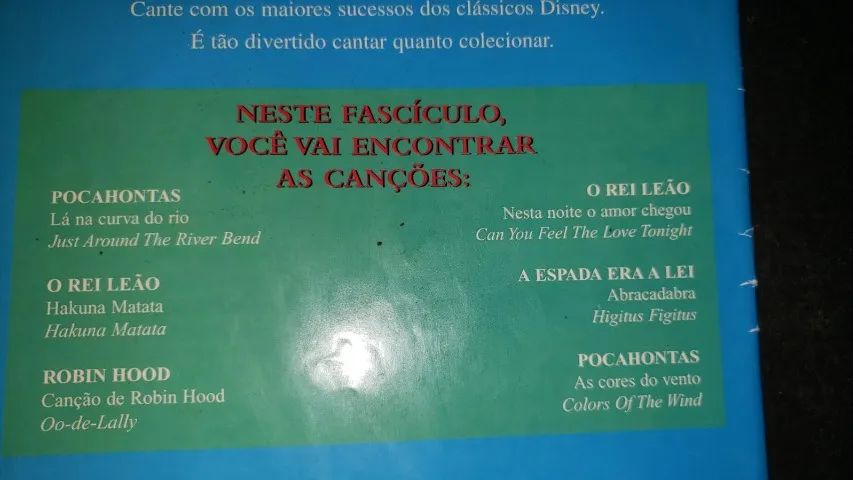 Cante com os maiores sucessos dos clássicos Disney.
É tão divertido cantar quanto colecionar.
NESTE FASCÍCULO,
VOCÊ VAI ENCONTRAR
AS CANÇÕES:
POCAHONTAS
Lá na curva do rio
Just Around The River Bend
O REI LEÃO
Hakuna Matata
Hakuna Matata
ROBIN HOOD
Canção de Robin Hood
Oo-de-Lally
O REI LEÃO
Nesta noite o amor chegou
Can You Feel The Love Tonight
A ESPADA ERA A LEI
Abracadabra
Higitus Figitus
POCAHONTAS
As cores do vento
Colors Of The Wind